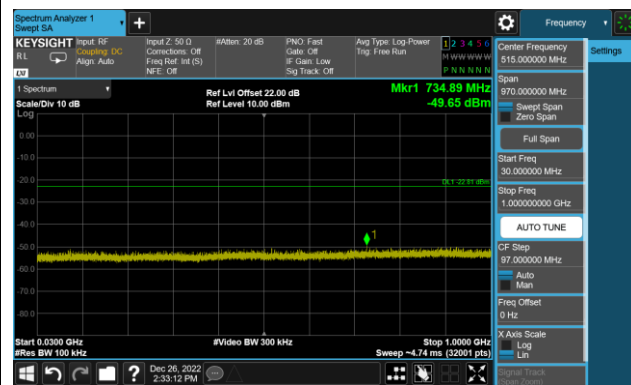 Spectrum Analyzer 1
Swept SA
Frequency
KEYSIGHT
Input: RF
Coupling: DC
Align: Auto
Input Z: 50 Ω
Corrections: Off
Freq Ref: Int (S)
NFE: Off
#Atten: 20 dB
PNO: Fast
Gate: Off
IF Gain: Low
Sig Track: Off
Avg Type: Log-Power
Trig: Free Run
1 2 3 4 5 6
M W W W W W
P N N N N N
RL
LXI
1 Spectrum
Scale/Div 10 dB
Log
Ref Lvl Offset 22.00 dB
Ref Level 10.00 dBm
Mkr1 734.89 MHz
-49.65 dBm
0.00
-10.0
-20.0
DL1 -22.81 dBm
-30.0
-40.0
1
-50.0
-60.0
-70.0
-80.0
Start 0.0300 GHz
#Res BW 100 kHz
#Video BW 300 kHz
Stop 1.0000 GHz
Sweep ~4.74 ms (32001 pts)
Dec 26, 2022
2:33:12 PM
Center Frequency
515.000000 MHz
Settings
Span
970.000000 MHz
Swept Span
Zero Span
Full Span
Start Freq
30.000000 MHz
Stop Freq
1.000000000 GHz
AUTO TUNE
CF Step
97.000000 MHz
Auto
Man
Freq Offset
0 Hz
X Axis Scale
Log
Lin
Signal Track
(Span Zoom)